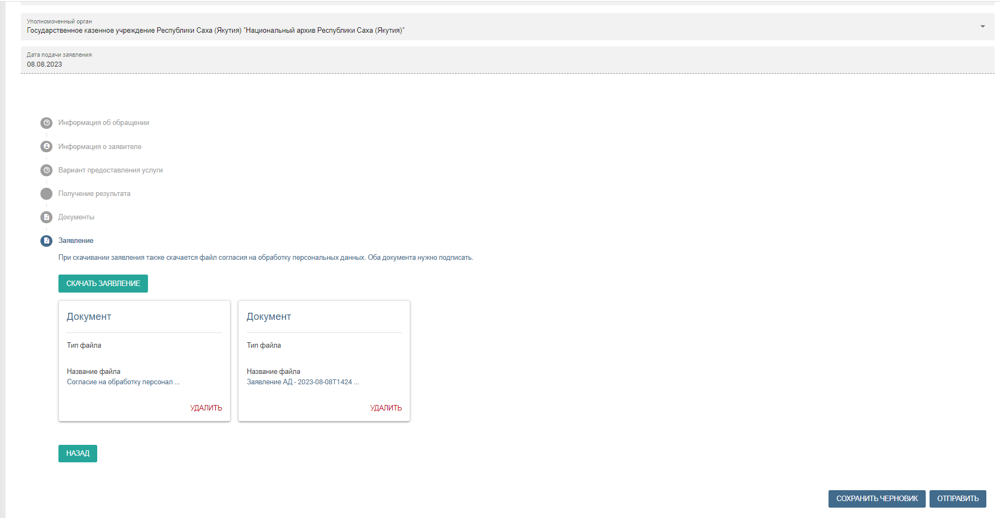 Уполномоченный орган
Государственное казенное учреждение Республики Саха (Якутия) "Национальный архив Республики Саха (Якутия)"
Дата подачи заявления
08.08.2023
Информация об обращении
Информация о заявителе
Вариант предоставления услуги
Получение результата
Документы
Заявление
При скачивании заявления также скачается файл согласия на обработку персональных данных. Оба документа нужно подписать.
СКАЧАТЬ ЗАЯВЛЕНИЕ
Документ
Тип файла
Название файла
Согласие на обработку персонал ...
УДАЛИТЬ
Документ
Тип файла
Название файла
Заявление АД - 2023-08-08T1424 ...
УДАЛИТЬ
НАЗАД
СОХРАНИТЬ ЧЕРНОВИК
ОТПРАВИТЬ